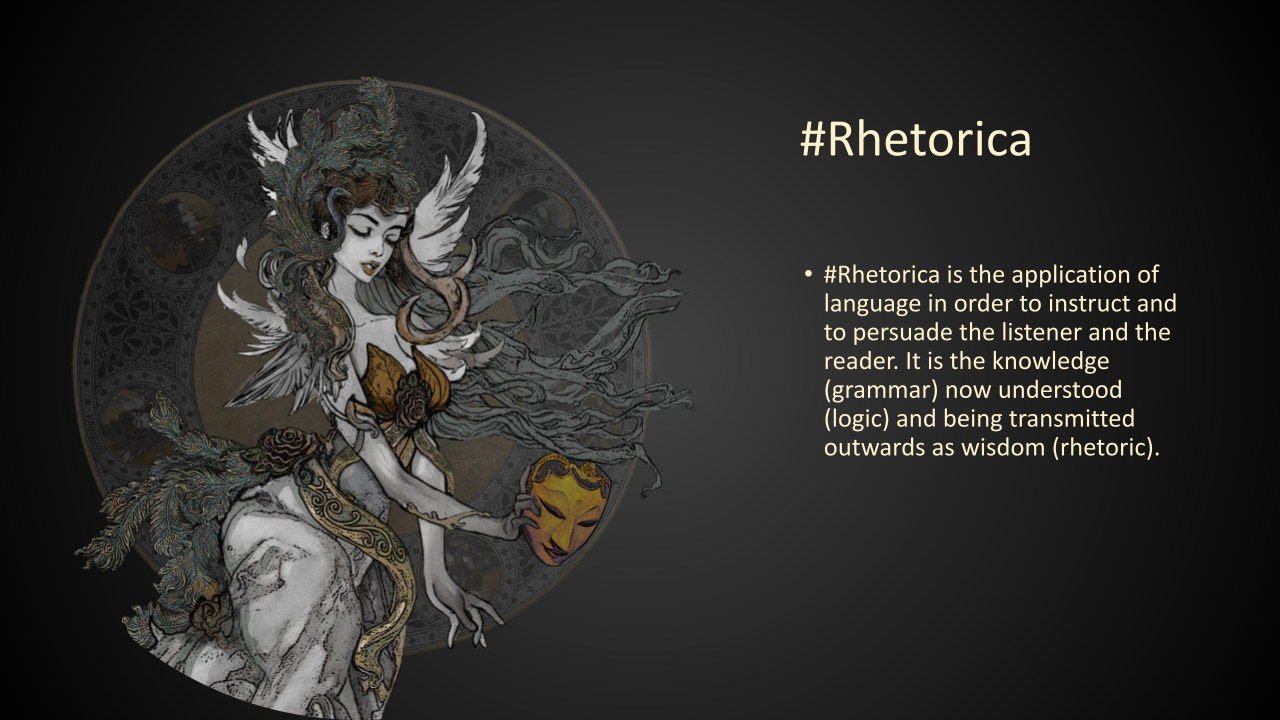 #Rhetorica
• #Rhetorica is the application of
language in order to instruct and
to persuade the listener and the
reader. It is the knowledge
(grammar) now understood
(logic) and being transmitted
outwards as wisdom (rhetoric).